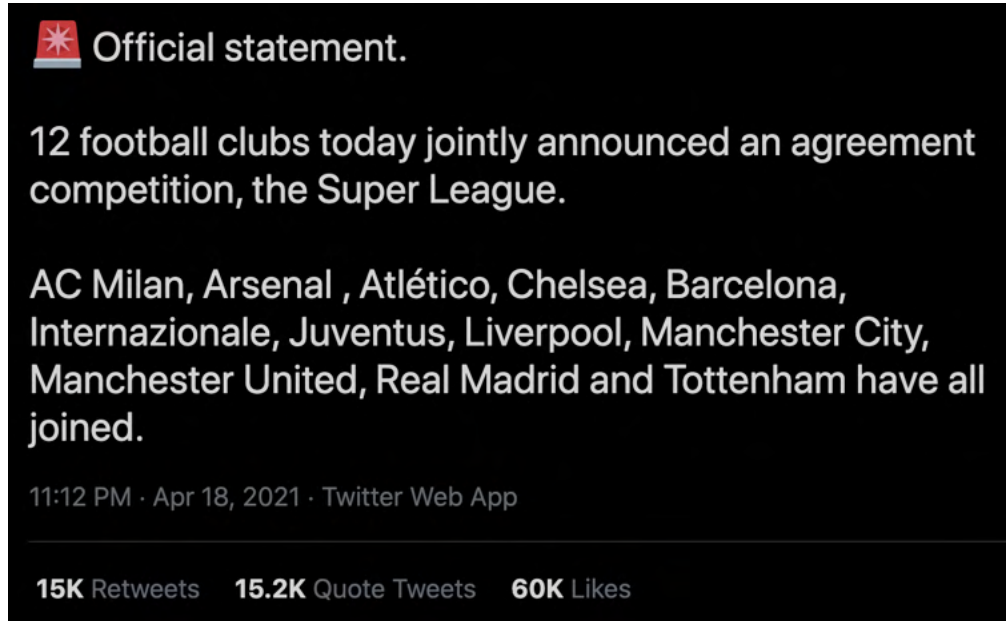 🚨 Official statement.
12 football clubs today jointly announced an agreement
competition, the Super League.
AC Milan, Arsenal , Atlético, Chelsea, Barcelona,
Internazionale, Juventus, Liverpool, Manchester City,
Manchester United, Real Madrid and Tottenham have all
joined.
11:12 PM · Apr 18, 2021 · Twitter Web App
15K Retweets 15.2K Quote Tweets 60K Likes